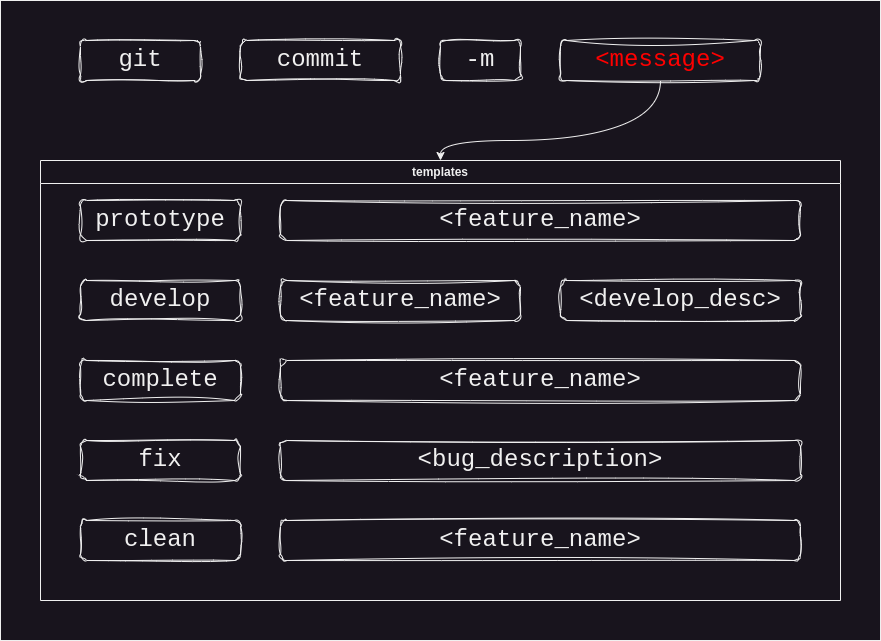 git commit -m <message>
templates
prototype <feature_name>
develop <feature_name> <develop_desc>
complete <feature_name>
fix <bug_description>
clean <feature_name>